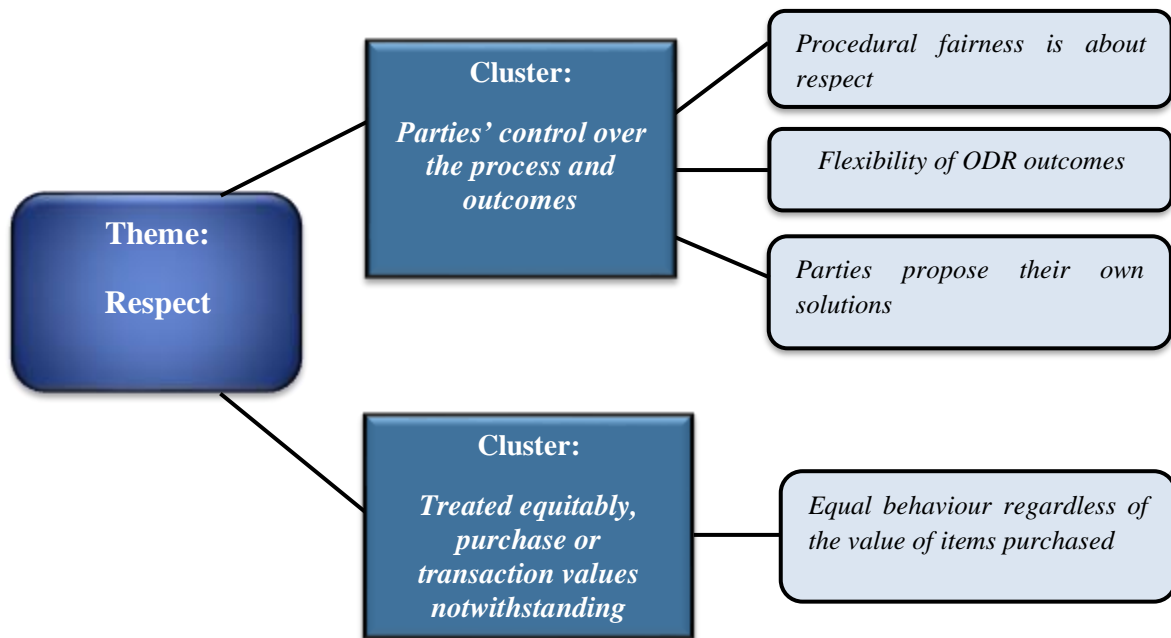 Theme:
Respect
Cluster:
Parties’ control over
the process and
outcomes
Procedural fairness is about
respect
Flexibility of ODR outcomes
Parties propose their own
solutions
Cluster:
Treated equitably,
purchase or
transaction values
notwithstanding
Equal behaviour regardless of
the value of items purchased